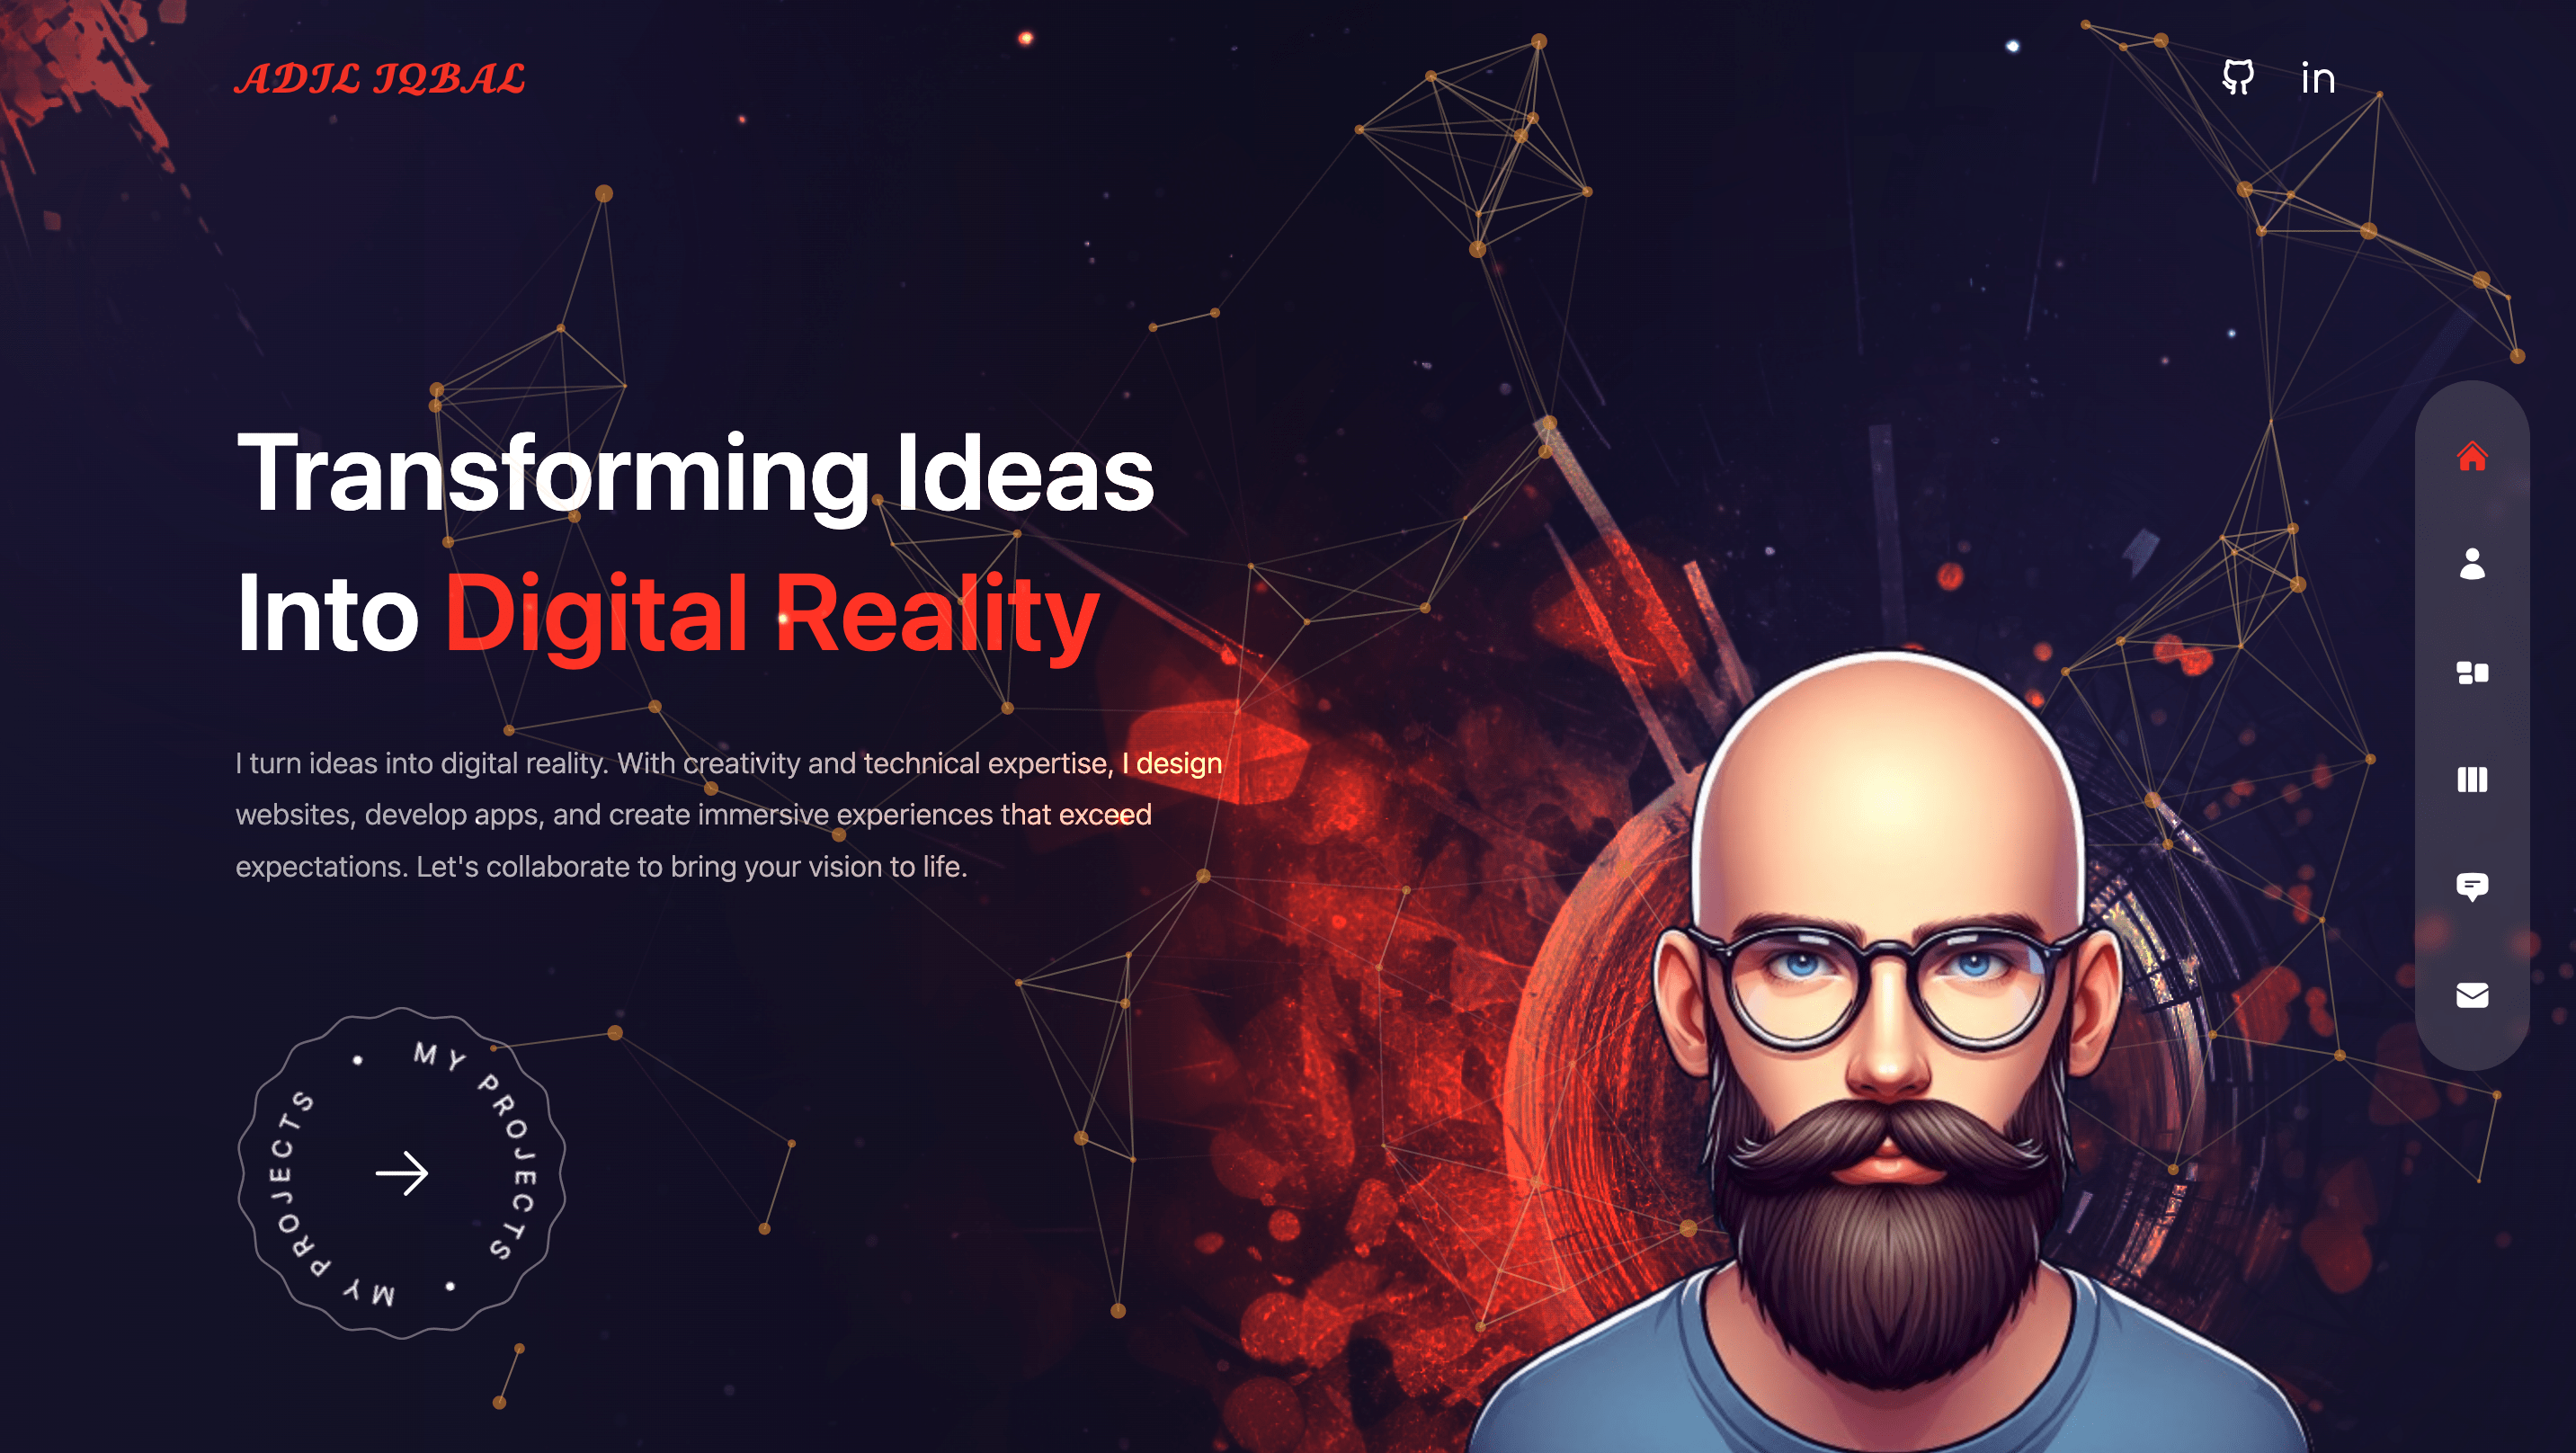 ADIL IQBAL
in
Transforming Ideas
Into Digital Reality
I turn ideas into digital reality. With creativity and technical expertise, I design
websites, develop apps, and create immersive experiences that exceed
expectations. Let's collaborate to bring your vision to life.
MY PROJECTS • MY PROJECTS •